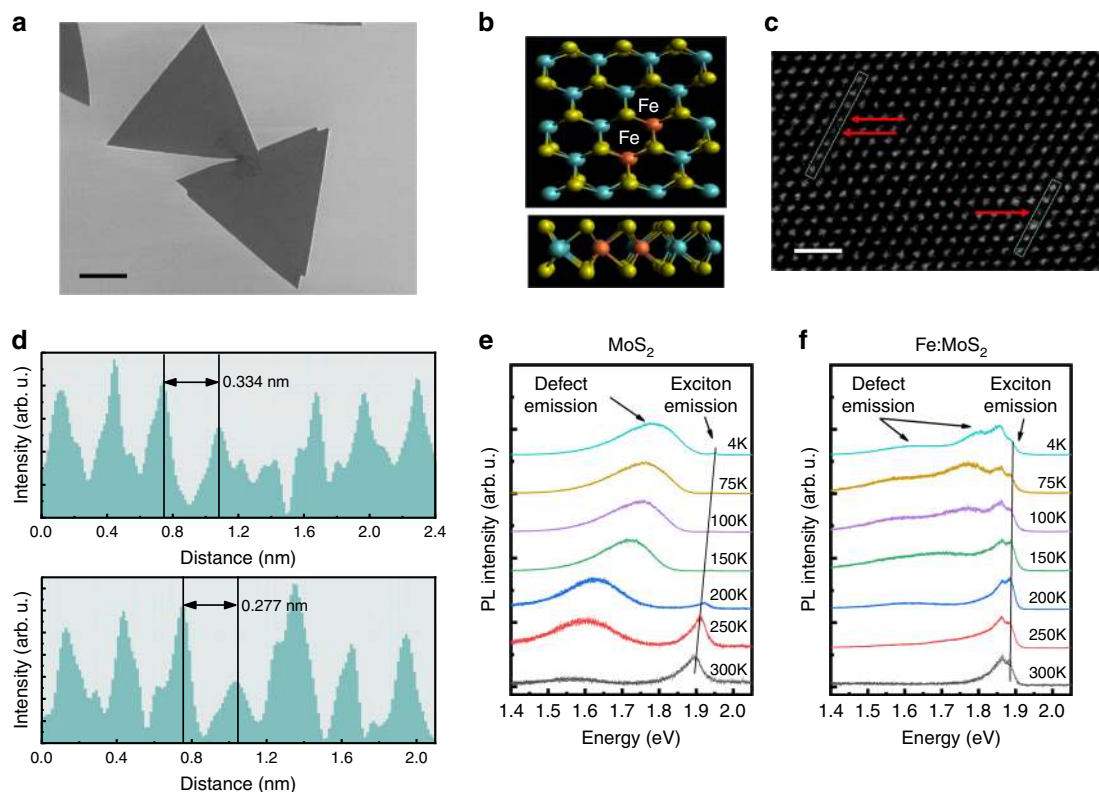 a
b
c
Fe
Fe
d
Intensity (arb. u.)
0.334 nm
0.0 0.4 0.8 1.2 1.6 2.0 2.4
Distance (nm)
Intensity (arb. u.)
0.277 nm
0.0 0.4 0.8 1.2 1.6 2.0
Distance (nm)
e
MoS₂
PL intensity (arb. u.)
Defect
emission
Exciton
emission
4K
75K
100K
150K
200K
250K
300K
1.4 1.5 1.6 1.7 1.8 1.9 2.0
Energy (eV)
f
Fe:MoS₂
PL intensity (arb. u.)
Defect
emission
Exciton
emission
4K
75K
100K
150K
200K
250K
300K
1.4 1.5 1.6 1.7 1.8 1.9 2.0
Energy (eV)